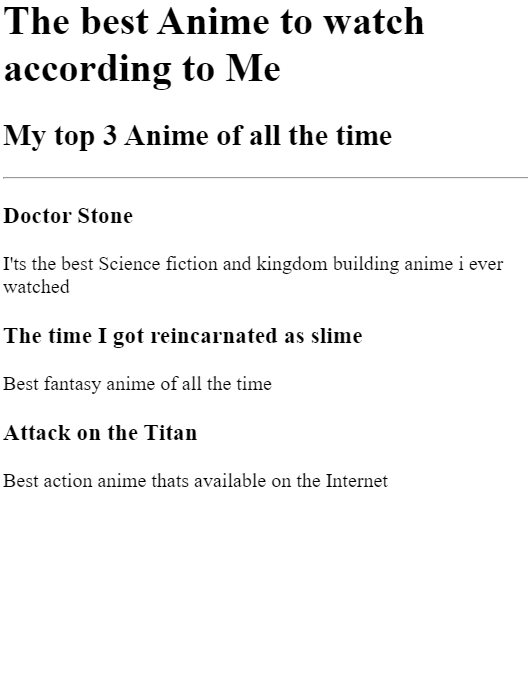 The best Anime to watch
according to Me
My top 3 Anime of all the time
Doctor Stone
I'ts the best Science fiction and kingdom building anime i ever
watched
The time I got reincarnated as slime
Best fantasy anime of all the time
Attack on the Titan
Best action anime thats available on the Internet